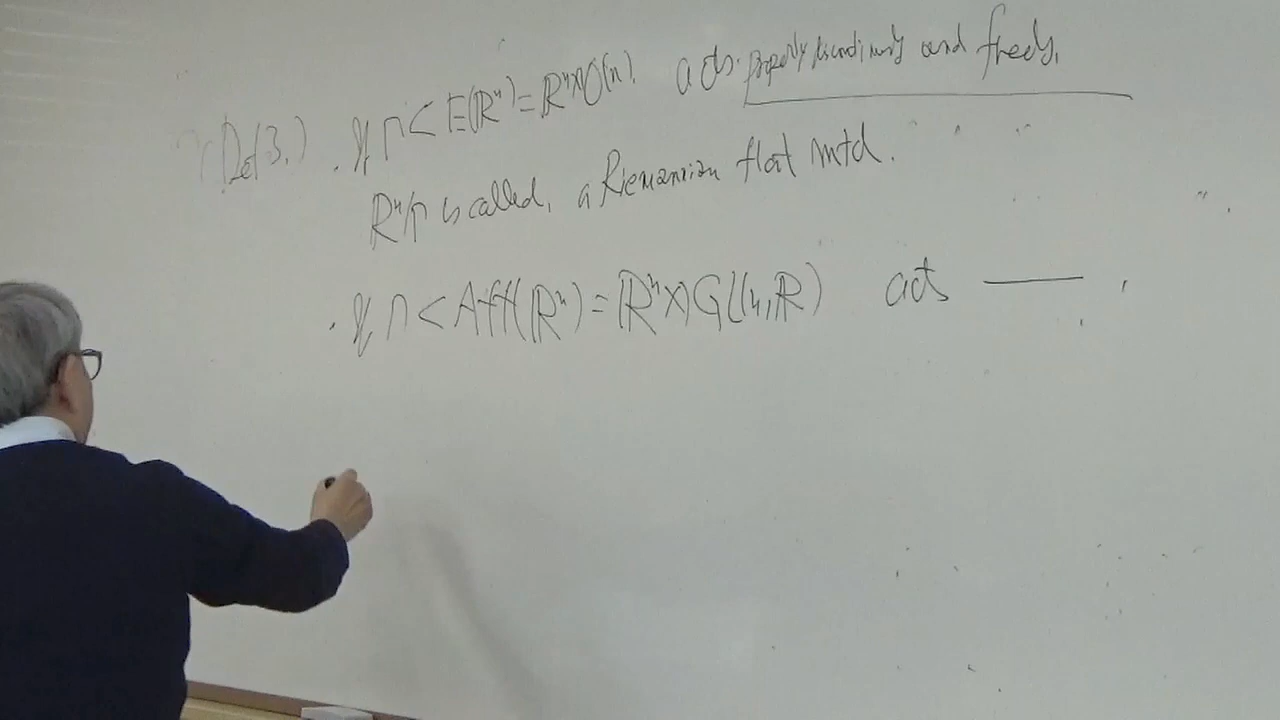 (Def 3.) . If Γ < E(ℝⁿ) = ℝⁿ⋊O(n). acts properly discontinuously and freely,
ℝⁿ/Γ is called, a Riemannian flat mfd.
. If Γ < Aff(ℝⁿ) = ℝⁿ⋊GL(n,ℝ) acts —— ,